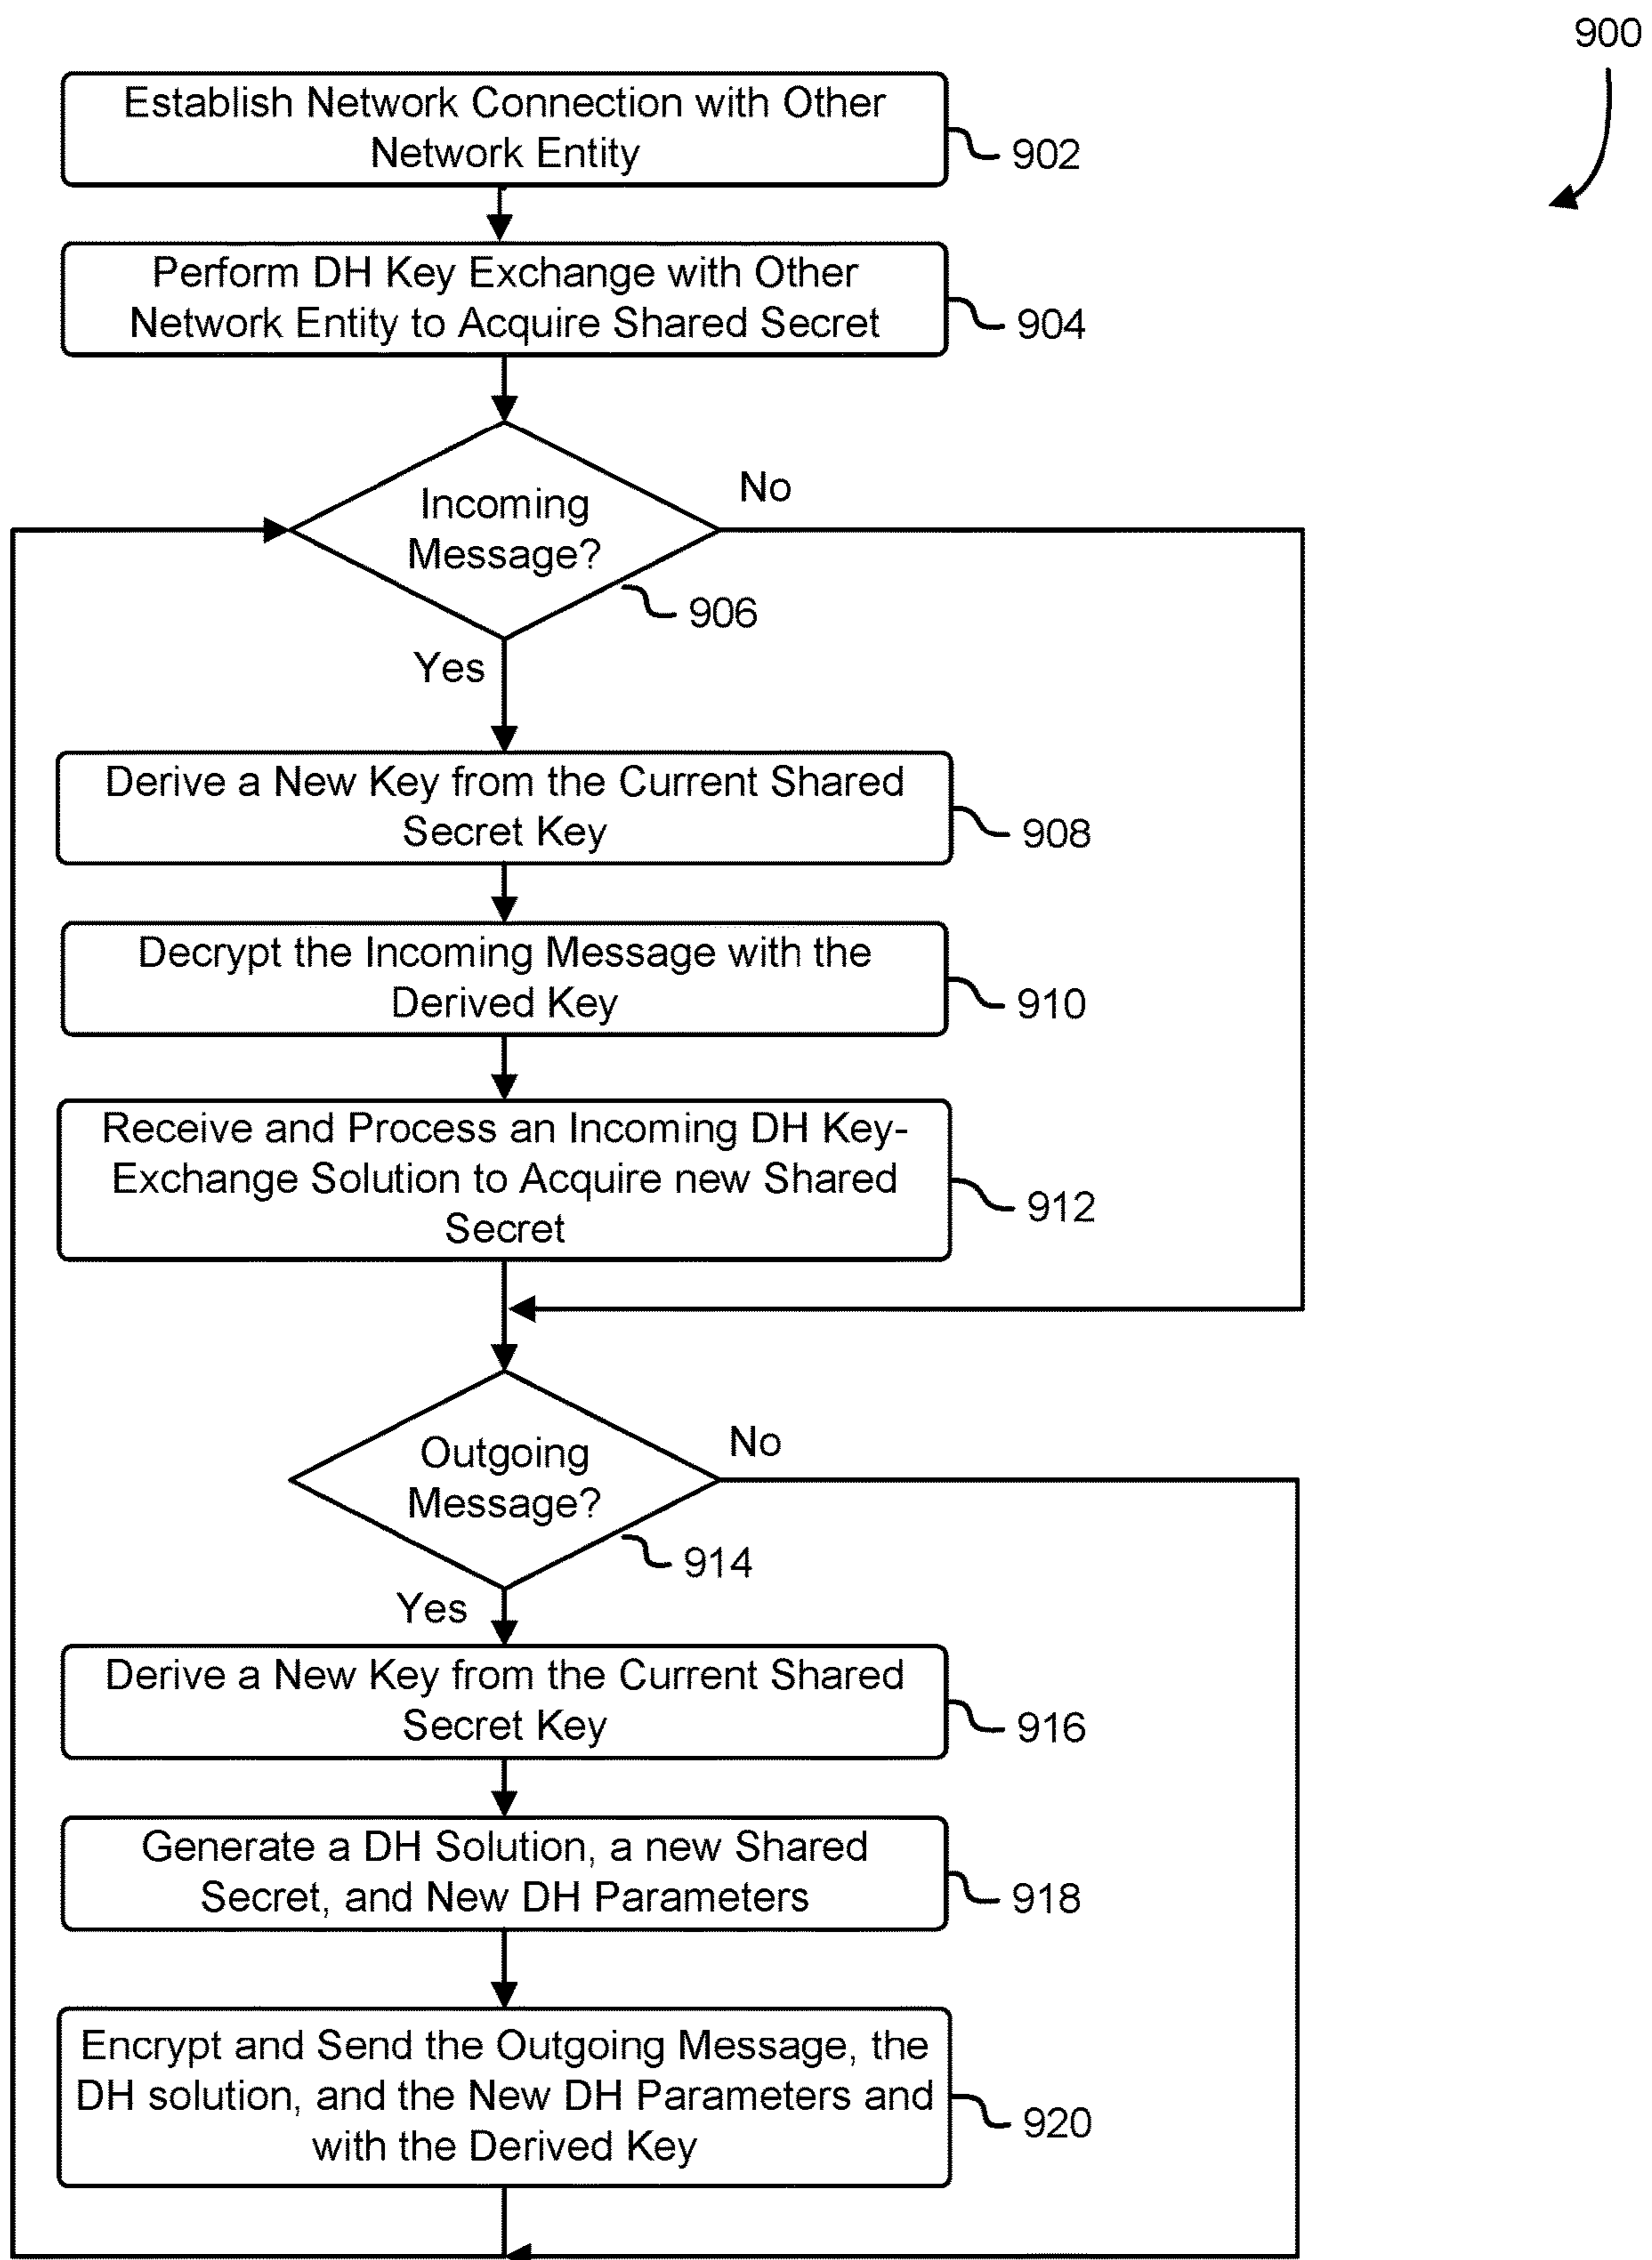 900
Establish Network Connection with Other
Network Entity
902
Perform DH Key Exchange with Other
Network Entity to Acquire Shared Secret
904
Incoming
Message?
No
906
Yes
Derive a New Key from the Current Shared
Secret Key
908
Decrypt the Incoming Message with the
Derived Key
910
Receive and Process an Incoming DH Key-
Exchange Solution to Acquire new Shared
Secret
912
Outgoing
Message?
No
914
Yes
Derive a New Key from the Current Shared
Secret Key
916
Generate a DH Solution, a new Shared
Secret, and New DH Parameters
918
Encrypt and Send the Outgoing Message, the
DH solution, and the New DH Parameters and
with the Derived Key
920